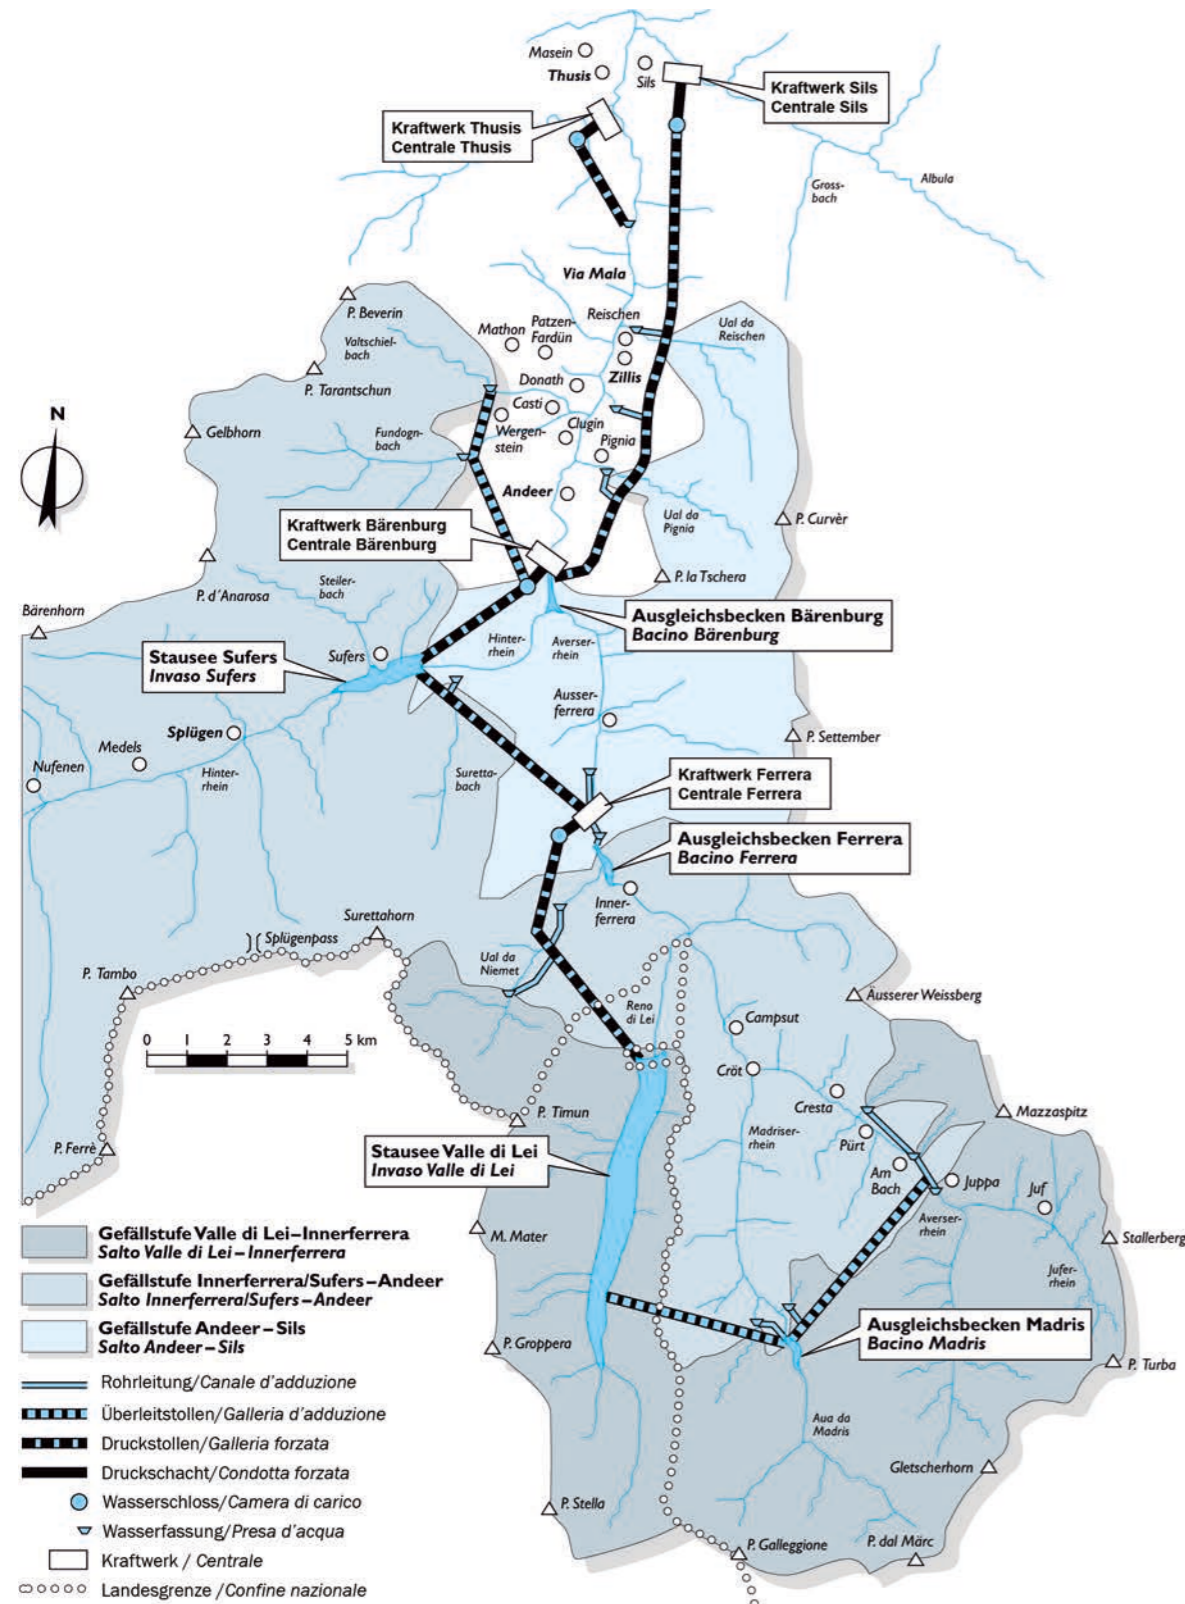 Masein
Thusis
Sils
Kraftwerk Sils
Centrale Sils
Kraftwerk Thusis
Centrale Thusis
Gross-
bach
Albula
Via Mala
P. Beverin
Valtschiel-
bach
P. Tarantschun
Mathon
Patzen-
Fardün
Reischen
Ual da
Reischen
Zillis
Donath
Casti
Wergen-
stein
Clugin
Pignia
N
Gelbhorn
Fundogn-
bach
Andeer
Ual da
Pignia
P. Curvèr
Kraftwerk Bärenburg
Centrale Bärenburg
P. la Tschera
P. d'Anarosa
Steiler-
bach
Bärenhorn
Ausgleichsbecken Bärenburg
Bacino Bärenburg
Stausee Sufers
Invaso Sufers
Sufers
Hinter-
rhein
Averser-
rhein
Ausser-
ferrera
P. Settember
Splügen
Medels
Nufenen
Hinter-
rhein
Suretta-
bach
Kraftwerk Ferrera
Centrale Ferrera
Ausgleichsbecken Ferrera
Bacino Ferrera
Inner-
ferrera
Surettahorn
Splügenpass
P. Tambo
Ual da
Niemet
Äusserer Weissberg
Reno
di Lei
Campsut
0 1 2 3 4 5 km
Cröt
Cresta
Mazzaspitz
P. Timun
Madriser-
rhein
Pürt
P. Ferrè
Stausee Valle di Lei
Invaso Valle di Lei
Am
Bach
Juppa
Juf
Averser-
rhein
M. Mater
Stallerberg
Jufer-
rhein
Gefällstufe Valle di Lei–Innerferrera
Salto Valle di Lei – Innerferrera
Gefällstufe Innerferrera/Sufers–Andeer
Salto Innerferrera/Sufers–Andeer
Gefällstufe Andeer – Sils
Salto Andeer – Sils
P. Groppera
Ausgleichsbecken Madris
Bacino Madris
P. Turba
Rohrleitung/Canale d'adduzione
Überleitstollen/Galleria d'adduzione
Druckstollen/Galleria forzata
Druckschacht/Condotta forzata
Wasserschloss/Camera di carico
Wasserfassung/Presa d'acqua
Kraftwerk / Centrale
Landesgrenze /Confine nazionale
Aua da
Madris
Gletscherhorn
P. Stella
P. Galleggione
P. dal Märc